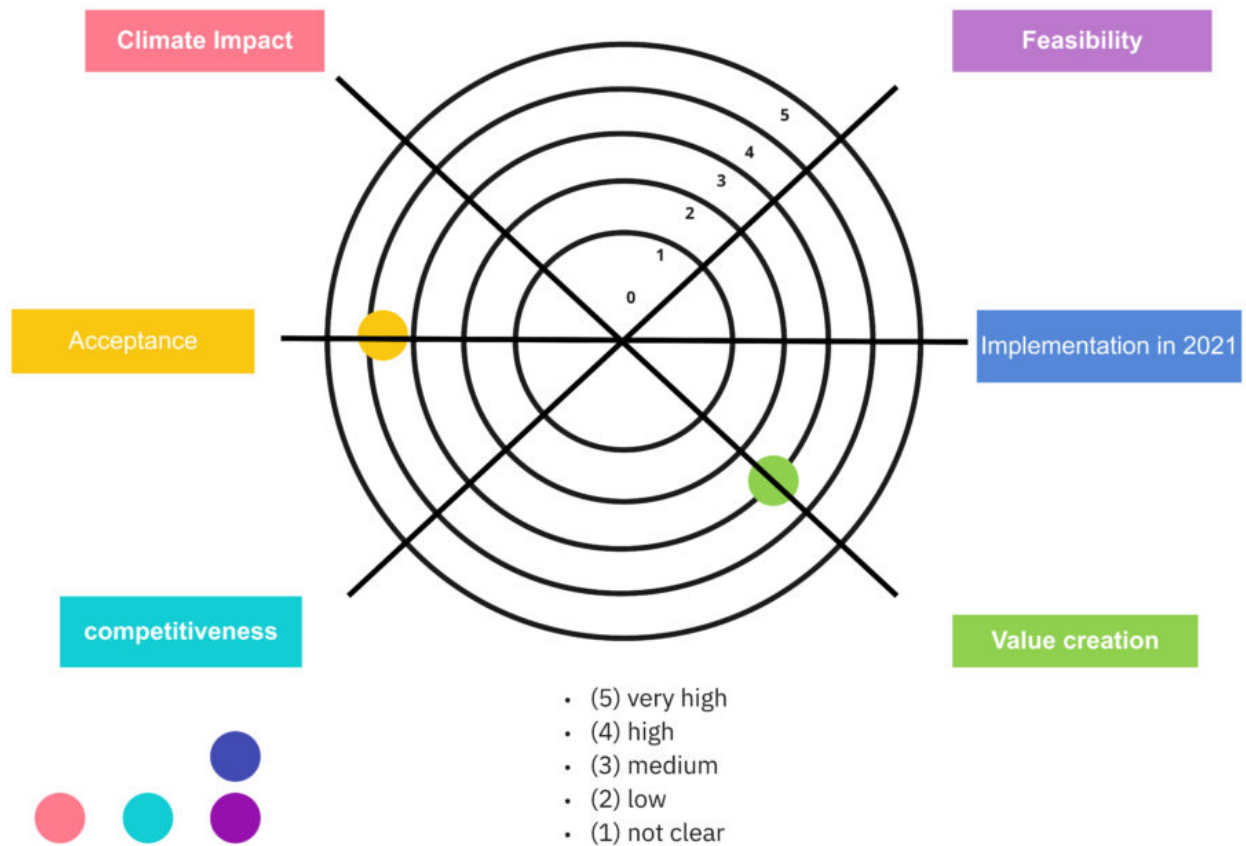 Climate Impact
Feasibility
5
4
3
2
1
0
Acceptance
Implementation in 2021
competitiveness
Value creation
• (5) very high
• (4) high
• (3) medium
• (2) low
• (1) not clear